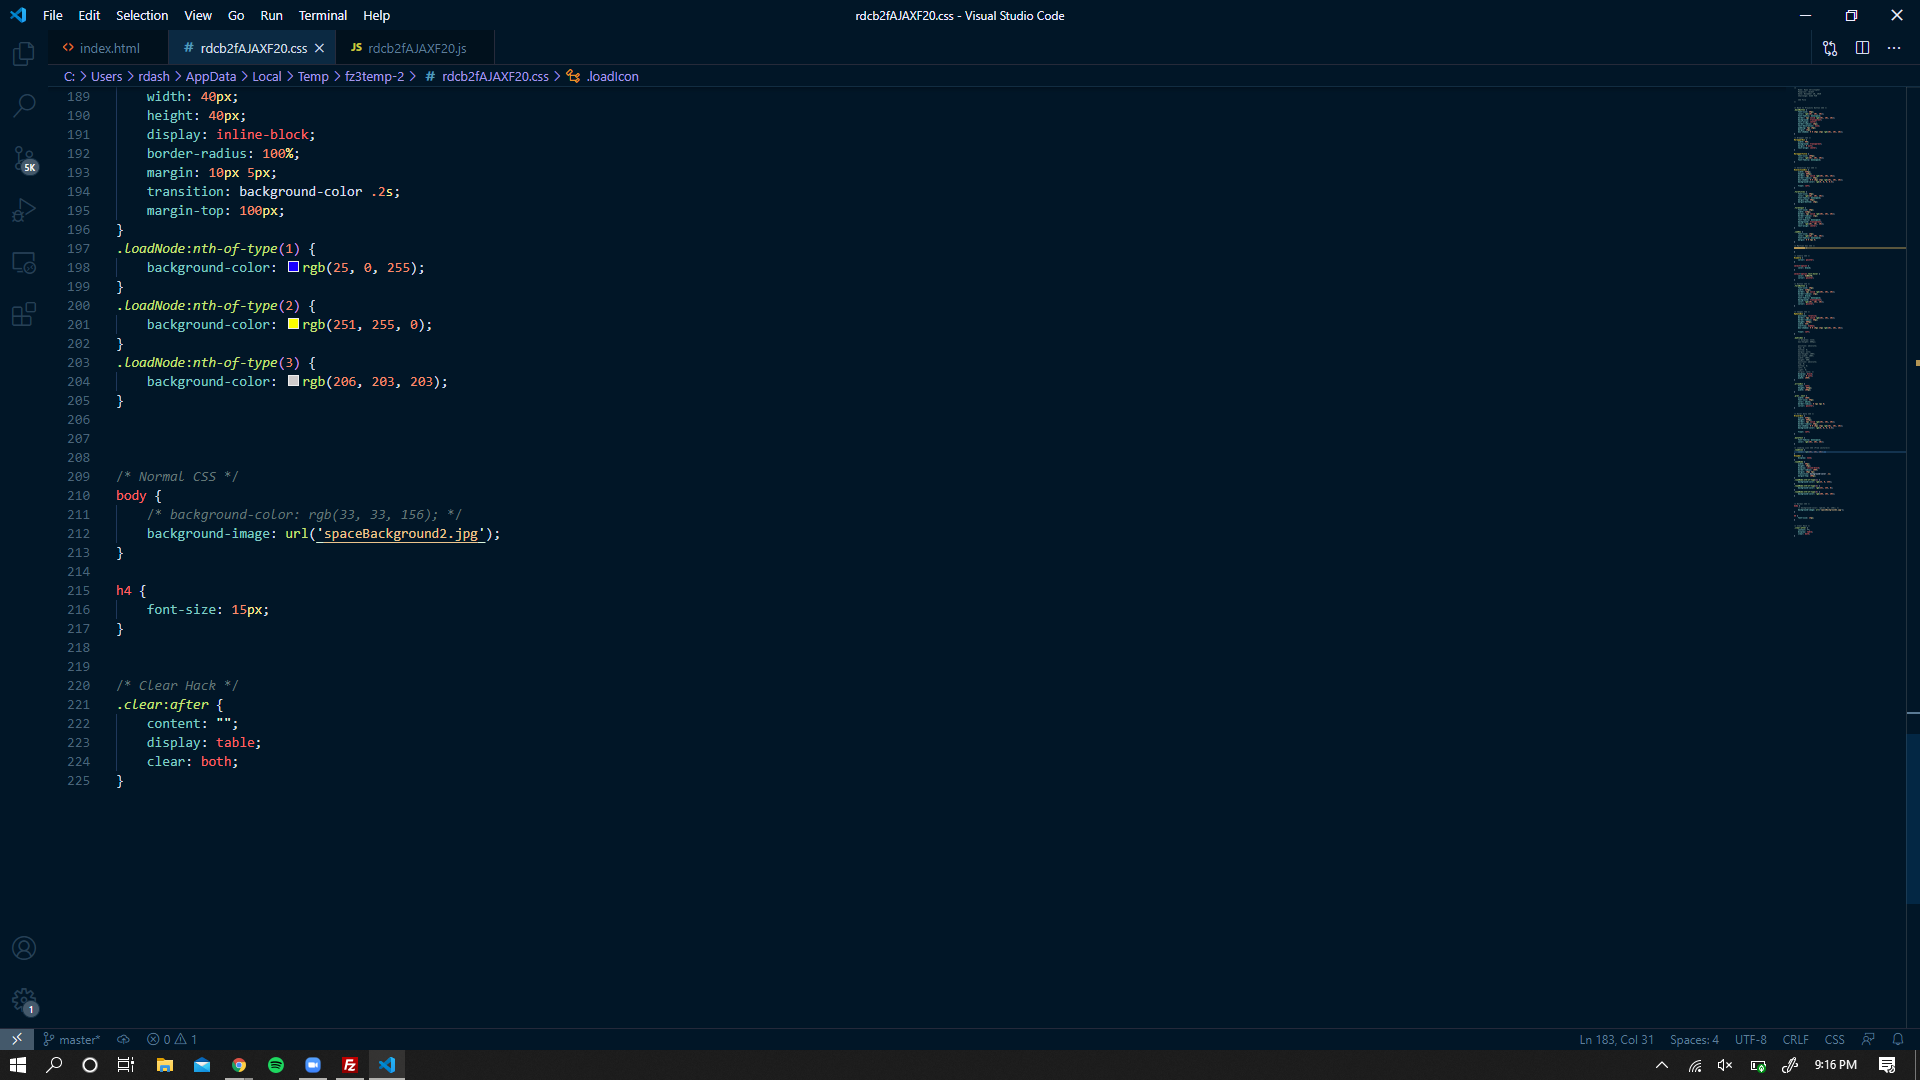 File Edit Selection View Go Run Terminal Help
rdcb2fAJAXF20.css - Visual Studio Code
<> index.html
# rdcb2fAJAXF20.css
JS rdcb2fAJAXF20.js
C: > Users > rdash > AppData > Local > Temp > fz3temp-2 > # rdcb2fAJAXF20.css > .loadIcon
189 width: 40px;
190 height: 40px;
191 display: inline-block;
192 border-radius: 100%;
193 margin: 10px 5px;
194 transition: background-color .2s;
195 margin-top: 100px;
196 }
197 .loadNode:nth-of-type(1) {
198 background-color: rgb(25, 0, 255);
199 }
200 .loadNode:nth-of-type(2) {
201 background-color: rgb(251, 255, 0);
202 }
203 .loadNode:nth-of-type(3) {
204 background-color: rgb(206, 203, 203);
205 }
206
207
208
209 /* Normal CSS */
210 body {
211 /* background-color: rgb(33, 33, 156); */
212 background-image: url('spaceBackground2.jpg');
213 }
214
215 h4 {
216 font-size: 15px;
217 }
218
219
220 /* Clear Hack */
221 .clear:after {
222 content: "";
223 display: table;
224 clear: both;
225 }
5K
1
master* 0 1
Ln 183, Col 31 Spaces: 4 UTF-8 CRLF CSS
9:16 PM